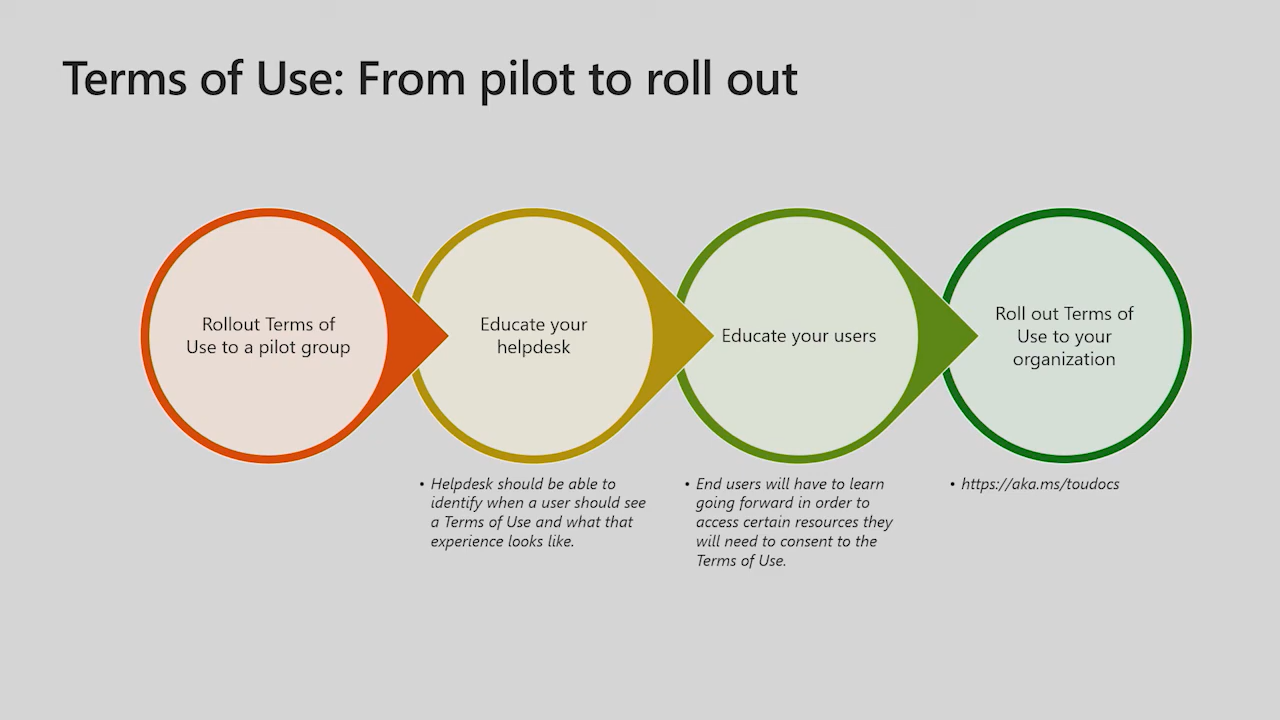 Terms of Use: From pilot to roll out
Rollout Terms of
Use to a pilot group
Educate your
helpdesk
Educate your users
Roll out Terms of
Use to your
organization
• Helpdesk should be able to
identify when a user should see
a Terms of Use and what that
experience looks like.
• End users will have to learn
going forward in order to
access certain resources they
will need to consent to the
Terms of Use.
• https://aka.ms/toudocs